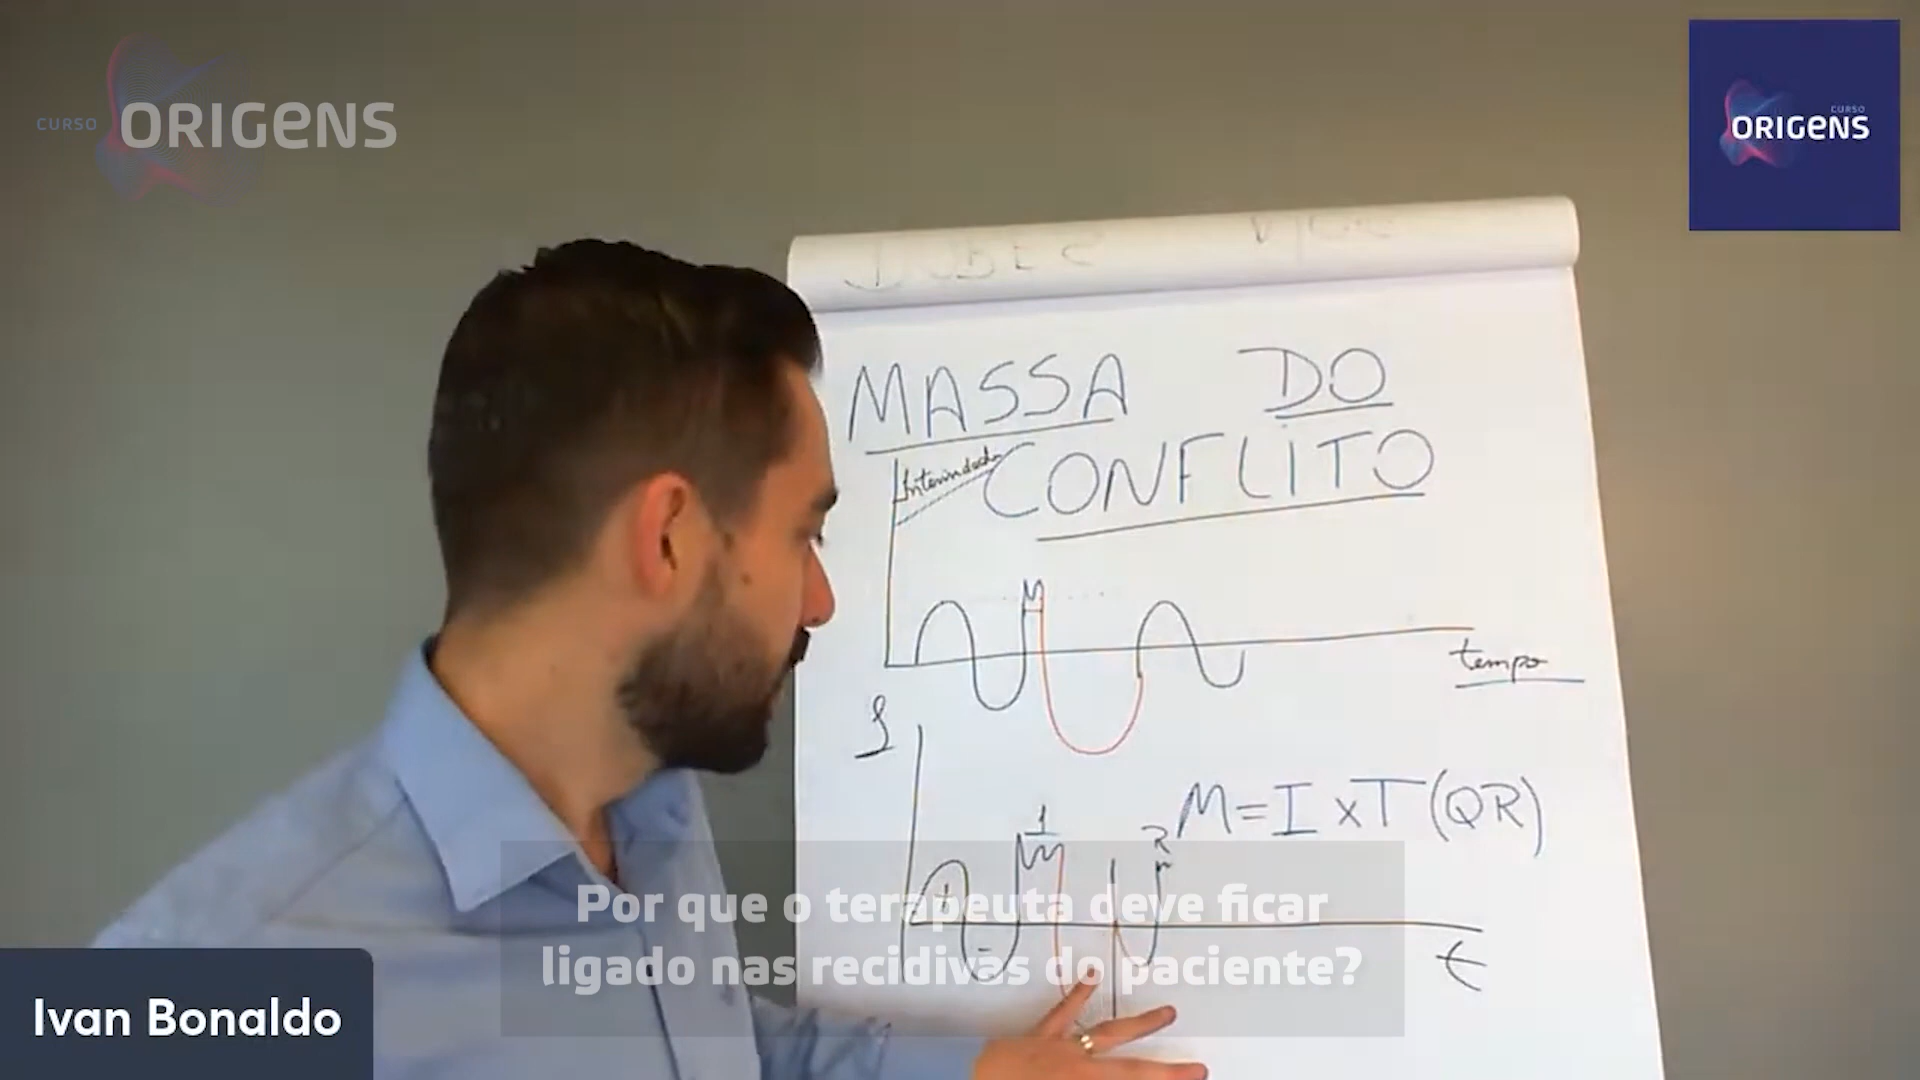 CURSO ORIGENS
CURSO
ORIGENS
MASSA DO
CONFLITO
tempo
M = I x T (QR)
1
R
+
-
t
Por que o terapeuta deve ficar
ligado nas recidivas do paciente?
Ivan Bonaldo